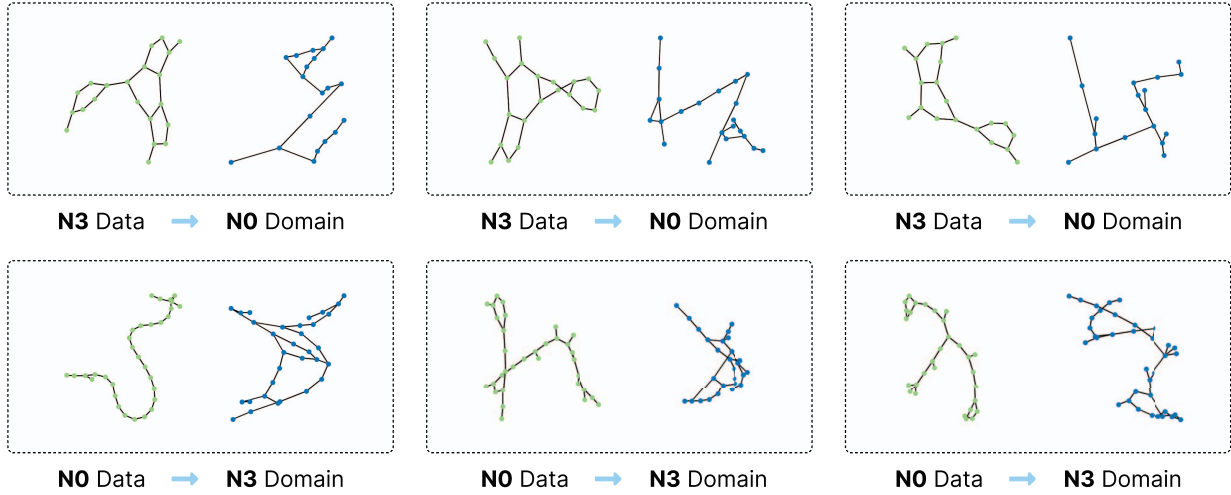 N3 Data → N0 Domain
N3 Data → N0 Domain
N3 Data → N0 Domain
N0 Data → N3 Domain
N0 Data → N3 Domain
N0 Data → N3 Domain